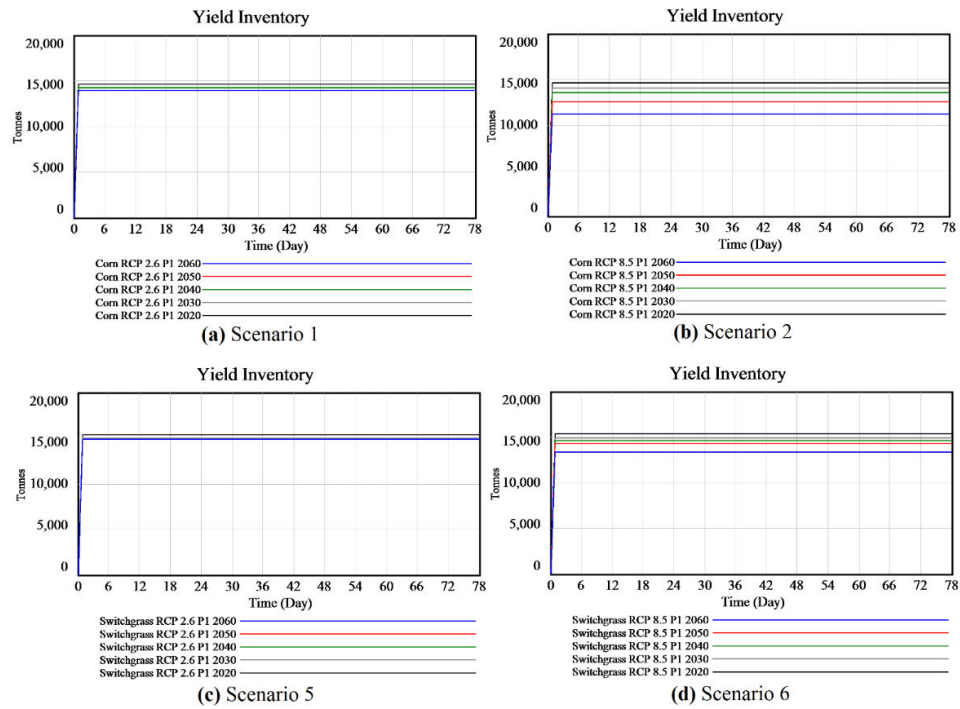 Yield Inventory
20,000
15,000
10,000
5,000
0
Tonnes
0 6 12 18 24 30 36 42 48 54 60 66 72 78
Time (Day)
Corn RCP 2.6 P1 2060
Corn RCP 2.6 P1 2050
Corn RCP 2.6 P1 2040
Corn RCP 2.6 P1 2030
Corn RCP 2.6 P1 2020
(a) Scenario 1
Yield Inventory
20,000
15,000
10,000
5,000
0
Tonnes
0 6 12 18 24 30 36 42 48 54 60 66 72 78
Time (Day)
Corn RCP 8.5 P1 2060
Corn RCP 8.5 P1 2050
Corn RCP 8.5 P1 2040
Corn RCP 8.5 P1 2030
Corn RCP 8.5 P1 2020
(b) Scenario 2
Yield Inventory
20,000
15,000
10,000
5,000
0
Tonnes
0 6 12 18 24 30 36 42 48 54 60 66 72 78
Time (Day)
Switchgrass RCP 2.6 P1 2060
Switchgrass RCP 2.6 P1 2050
Switchgrass RCP 2.6 P1 2040
Switchgrass RCP 2.6 P1 2030
Switchgrass RCP 2.6 P1 2020
(c) Scenario 5
Yield Inventory
20,000
15,000
10,000
5,000
0
Tonnes
0 6 12 18 24 30 36 42 48 54 60 66 72 78
Time (Day)
Switchgrass RCP 8.5 P1 2060
Switchgrass RCP 8.5 P1 2050
Switchgrass RCP 8.5 P1 2040
Switchgrass RCP 8.5 P1 2030
Switchgrass RCP 8.5 P1 2020
(d) Scenario 6